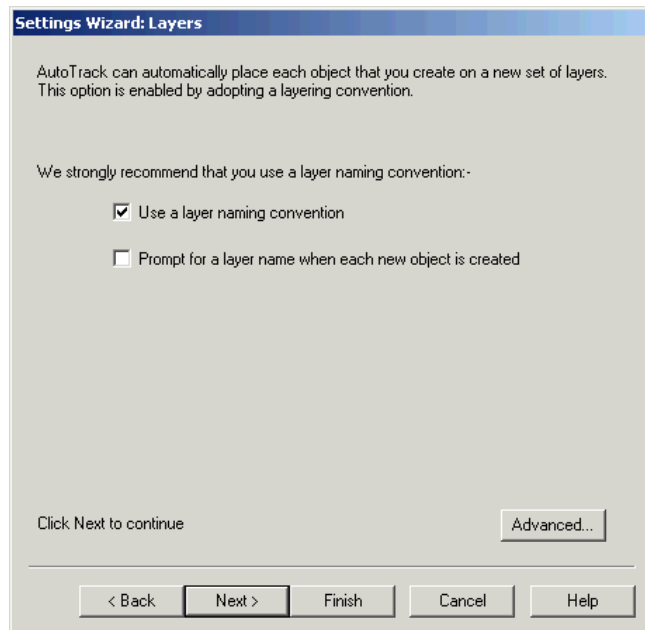 Settings Wizard: Layers
AutoTrack can automatically place each object that you create on a new set of layers.
This option is enabled by adopting a layering convention.
We strongly recommend that you use a layer naming convention:-
Use a layer naming convention
Prompt for a layer name when each new object is created
Click Next to continue
Advanced...
< Back
Next >
Finish
Cancel
Help